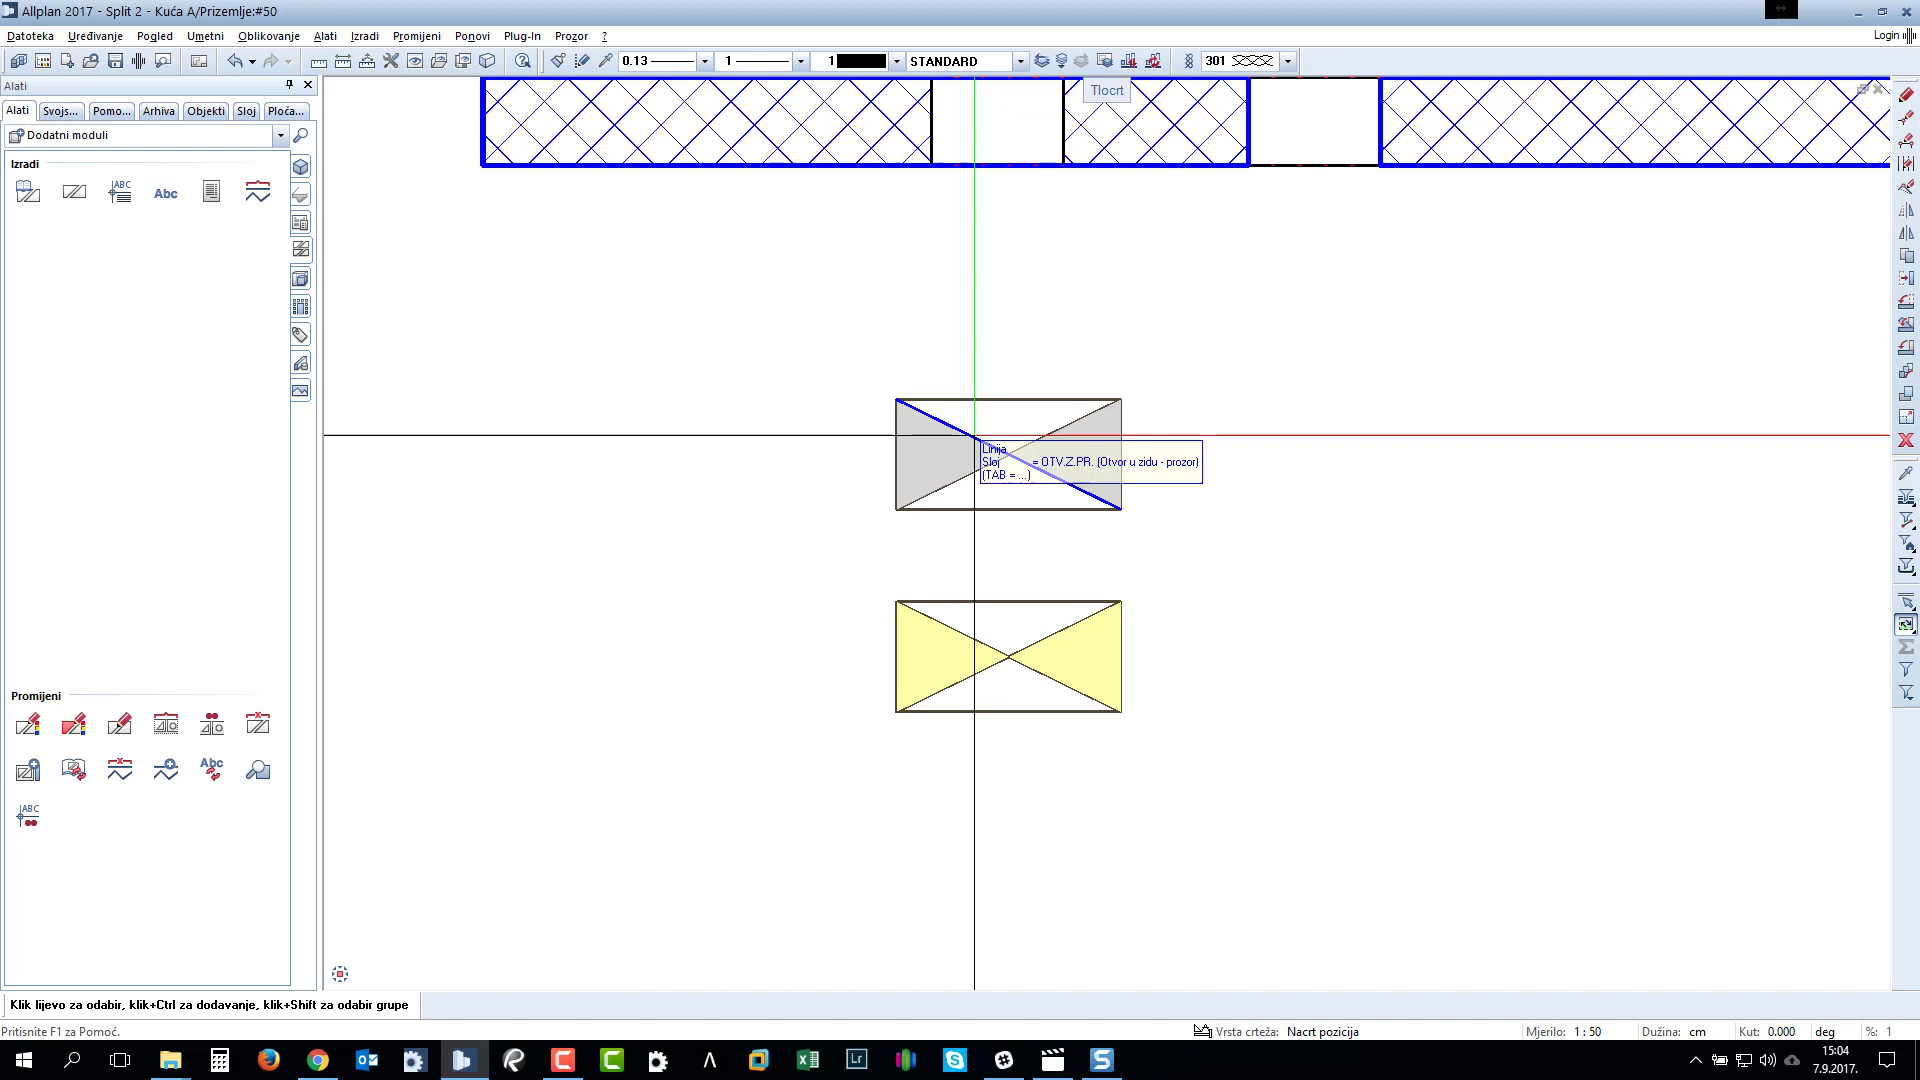 Allplan 2017 - Split 2 - Kuća A/Prizemlje:#50
Datoteka Uređivanje Pogled Umetni Oblikovanje Alati Izradi Promijeni Ponovi Plug-In Prozor ?
Login
0.13 1 1 STANDARD 301
Alati
Alati Svojs... Pomo... Arhiva Objekti Sloj Ploča...
Dodatni moduli
Izradi
ABC Abc
Tlocrt
Linija
Sloj = OTV.Z.PR. (Otvor u zidu - prozor)
(TAB = ...)
Promijeni
Abc
ABC
Klik lijevo za odabir, klik+Ctrl za dodavanje, klik+Shift za odabir grupe
Pritisnite F1 za Pomoć.
Vrsta crteža: Nacrt pozicija
Mjerilo: 1 : 50
Dužina: cm
Kut: 0.000 deg
%: 1
Lr
15:04
7.9.2017.